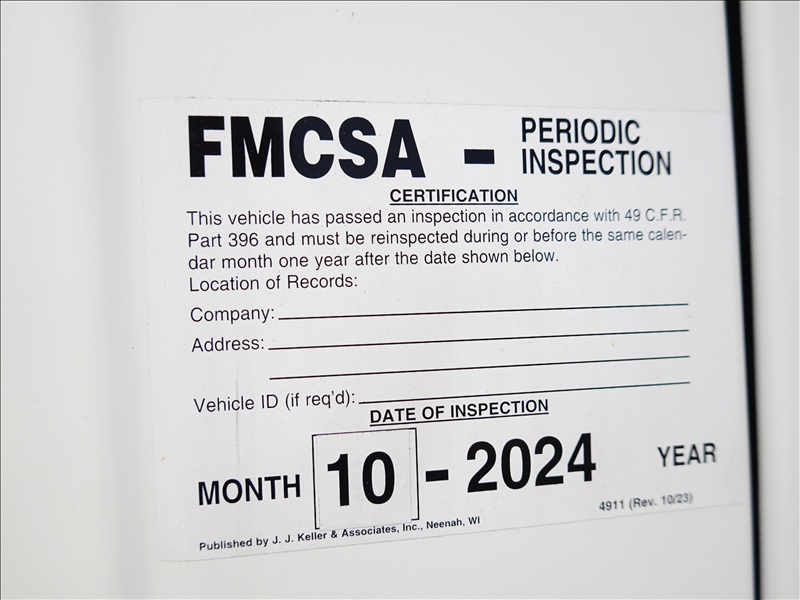 FMCSA - PERIODIC
INSPECTION
CERTIFICATION
This vehicle has passed an inspection in accordance with 49 C.F.R.
Part 396 and must be reinspected during or before the same calen-
dar month one year after the date shown below.
Location of Records:
Company:
Address:
Vehicle ID (if req'd):
DATE OF INSPECTION
MONTH 10 - 2024 YEAR
4911 (Rev. 10/23)
Published by J. J. Keller & Associates, Inc., Neenah, WI